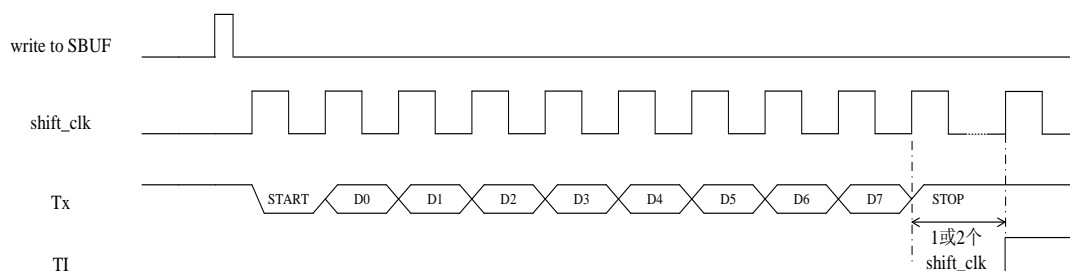 write to SBUF
shift_clk
Tx
START D0 D1 D2 D3 D4 D5 D6 D7 STOP
1或2个
shift_clk
TI